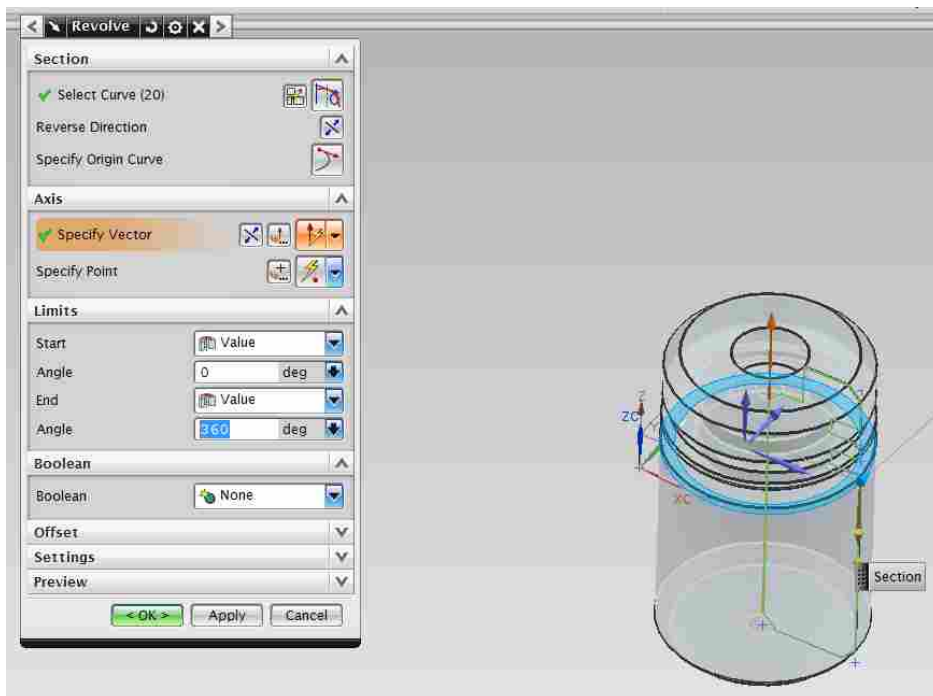 Revolve
Section
Select Curve (20)
Reverse Direction
Specify Origin Curve
Axis
Specify Vector
Specify Point
Limits
Start Value
Angle 0 deg
End Value
Angle 360 deg
Boolean
Boolean None
Offset
Settings
Preview
< OK > Apply Cancel
Z
ZC
XC
Section